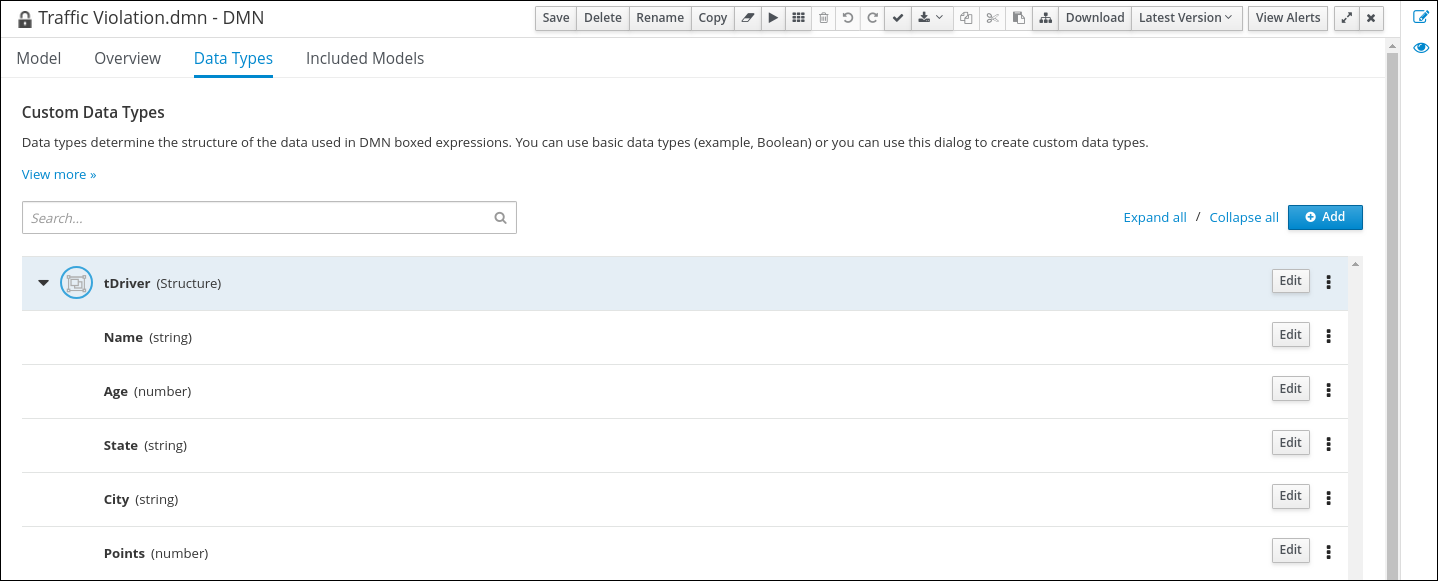 Traffic Violation.dmn - DMN
Save Delete Rename Copy Download Latest Version View Alerts
Model Overview Data Types Included Models
Custom Data Types
Data types determine the structure of the data used in DMN boxed expressions. You can use basic data types (example, Boolean) or you can use this dialog to create custom data types.
View more »
Search... Expand all / Collapse all Add
tDriver (Structure) Edit
Name (string) Edit
Age (number) Edit
State (string) Edit
City (string) Edit
Points (number) Edit